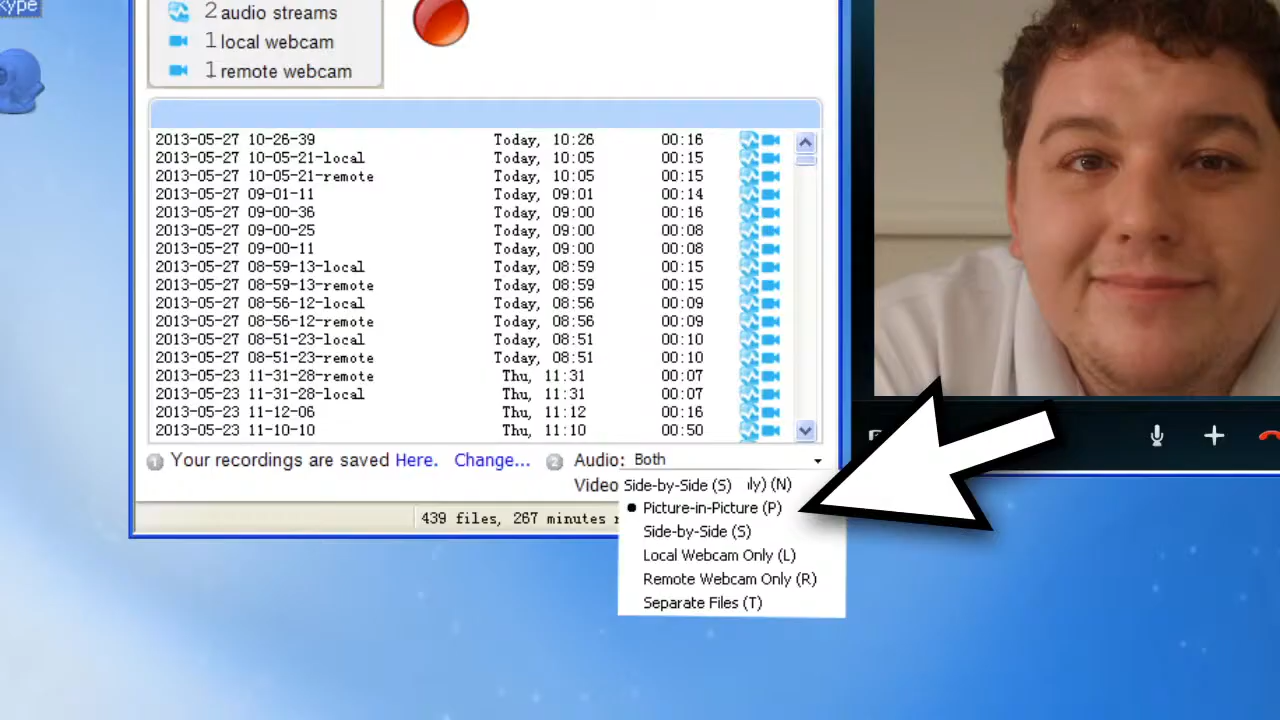 kype
2 audio streams
1 local webcam
1 remote webcam
2013-05-27 10-26-39 Today, 10:26 00:16
2013-05-27 10-05-21-local Today, 10:05 00:15
2013-05-27 10-05-21-remote Today, 10:05 00:15
2013-05-27 09-01-11 Today, 09:01 00:14
2013-05-27 09-00-36 Today, 09:00 00:16
2013-05-27 09-00-25 Today, 09:00 00:08
2013-05-27 09-00-11 Today, 09:00 00:08
2013-05-27 08-59-13-local Today, 08:59 00:15
2013-05-27 08-59-13-remote Today, 08:59 00:15
2013-05-27 08-56-12-local Today, 08:56 00:09
2013-05-27 08-56-12-remote Today, 08:56 00:09
2013-05-27 08-51-23-local Today, 08:51 00:10
2013-05-27 08-51-23-remote Today, 08:51 00:10
2013-05-23 11-31-28-remote Thu, 11:31 00:07
2013-05-23 11-31-28-local Thu, 11:31 00:07
2013-05-23 11-12-06 Thu, 11:12 00:16
2013-05-23 11-10-10 Thu, 11:10 00:50
1 Your recordings are saved Here. Change... 2 Audio: Both
Video Side-by-Side (S) ly) (N)
Picture-in-Picture (P)
439 files, 267 minutes r
Side-by-Side (S)
Local Webcam Only (L)
Remote Webcam Only (R)
Separate Files (T)